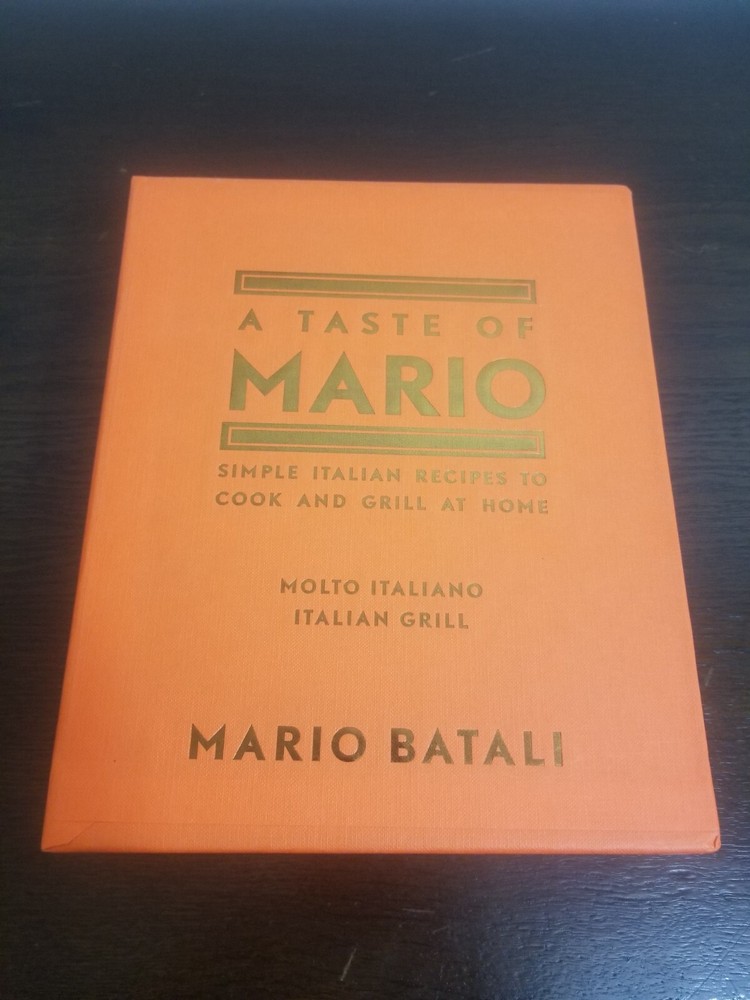 A TASTE OF
MARIO
SIMPLE ITALIAN RECIPES TO
COOK AND GRILL AT HOME
MOLTO ITALIANO
ITALIAN GRILL
MARIO BATALI